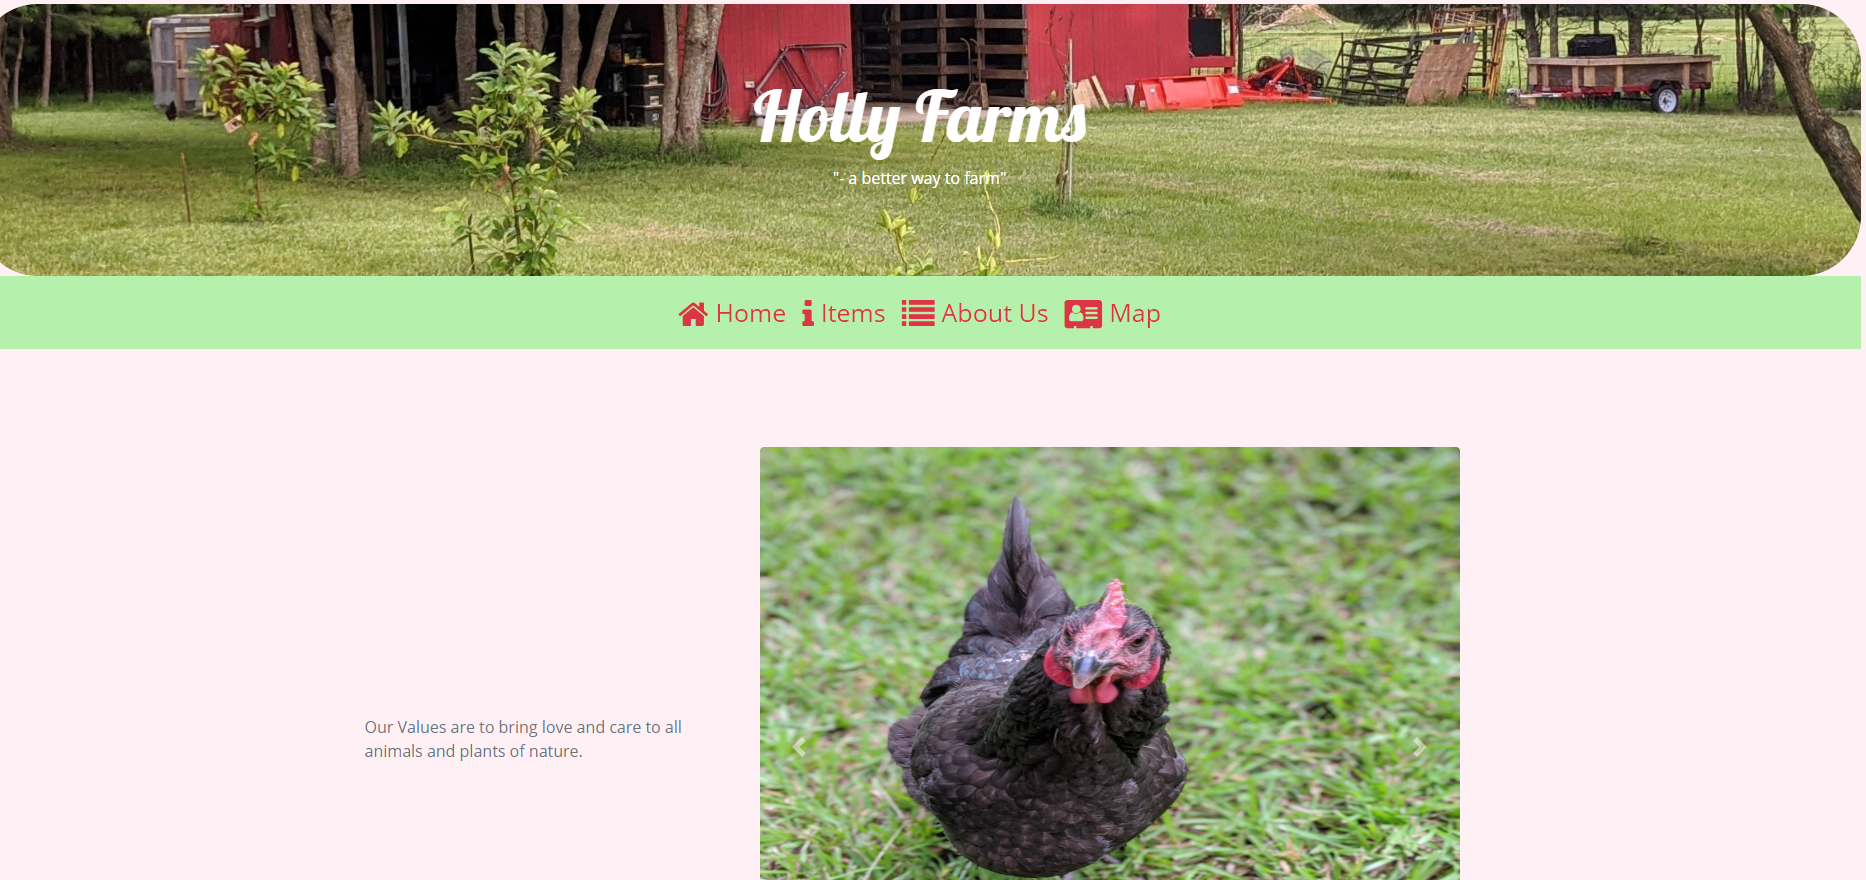 Holly Farms
"- a better way to farm"
Home Items About Us Map
Our Values are to bring love and care to all
animals and plants of nature.